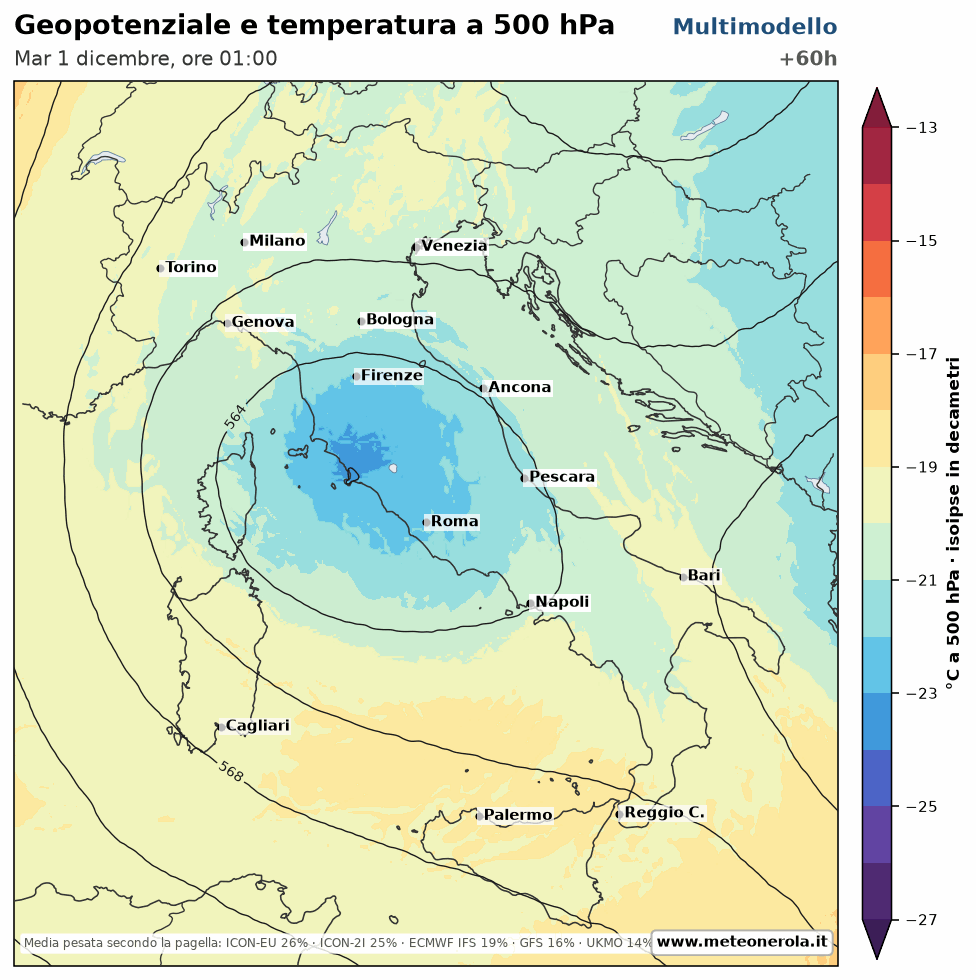 Geopotenziale e temperatura a 500 hPa
Multimodello
Mar 1 dicembre, ore 01:00
+60h
Milano
Venezia
Torino
Genova
Bologna
Firenze
Ancona
564
Pescara
Roma
Bari
Napoli
Cagliari
568
Palermo
Reggio C.
Media pesata secondo la pagella: ICON-EU 26% · ICON-2I 25% · ECMWF IFS 19% · GFS 16% · UKMO 14%
www.meteonerola.it
−13
−15
−17
−19
−21
−23
−25
−27
°C a 500 hPa · isoipse in decametri